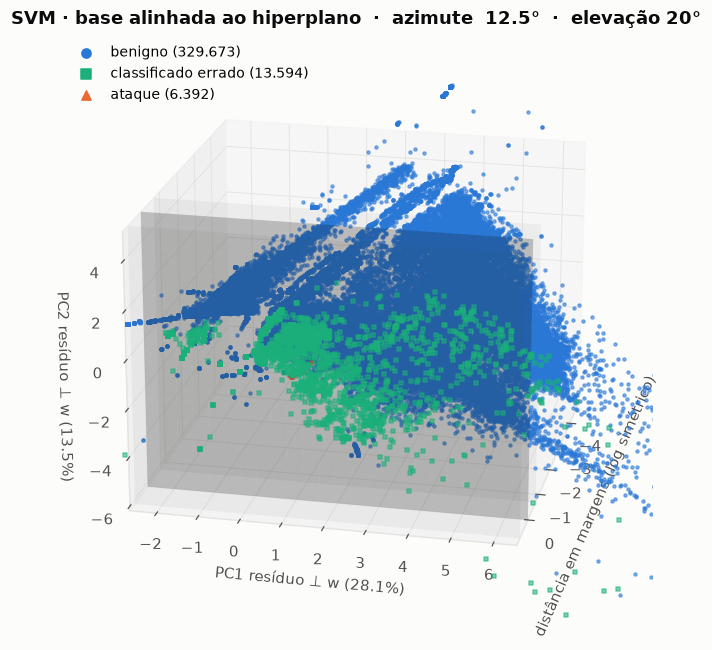 SVM · base alinhada ao hiperplano · azimute 12.5° · elevação 20°
benigno (329.673)
classificado errado (13.594)
ataque (6.392)
4
2
0
−2
−4
−6
PC2 resíduo ⊥ w (13.5%)
−2
−1
0
1
2
3
4
5
6
PC1 resíduo ⊥ w (28.1%)
−4
−3
−2
−1
0
distância em margens (log simétrico)